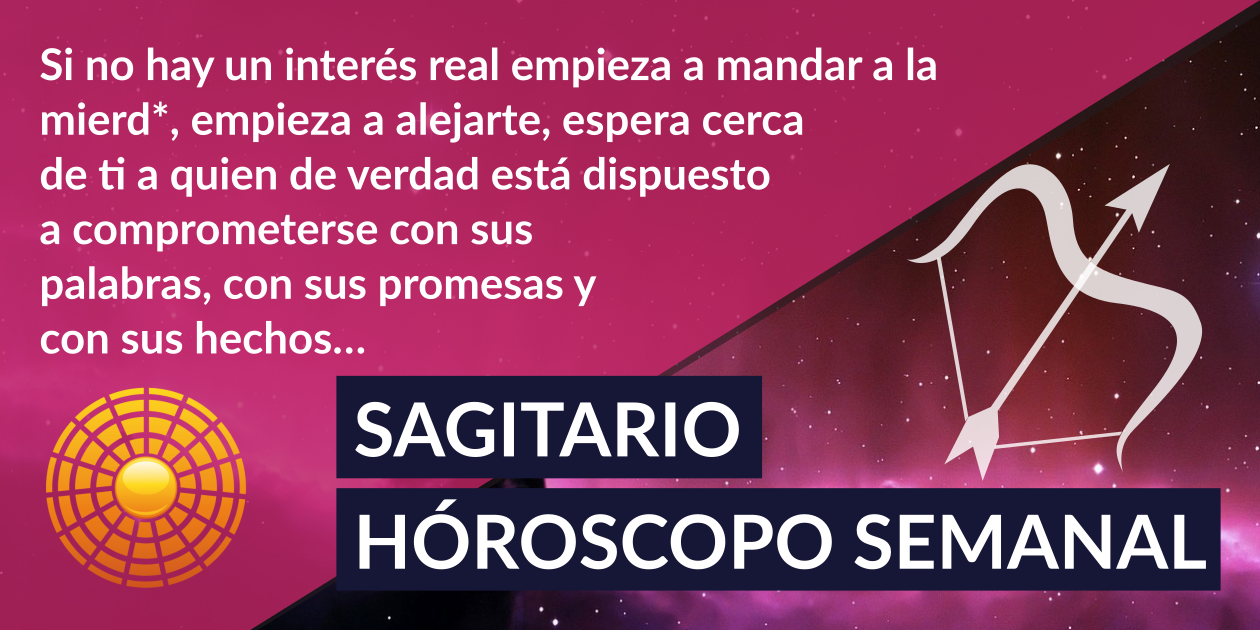 Si no hay un interés real empieza a mandar a la
mierd*, empieza a alejarte, espera cerca
de ti a quien de verdad está dispuesto
a comprometerse con sus
palabras, con sus promesas y
con sus hechos...
SAGITARIO
HÓROSCOPO SEMANAL